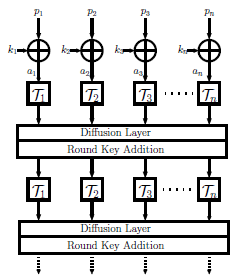 p₁ p₂ p₃ pₙ
k₁ k₂ k₃ kₙ
a₁ a₂ a₃ aₙ
𝒯₁ 𝒯₂ 𝒯₃ ...... 𝒯ₙ
Diffusion Layer
Round Key Addition
𝒯₁ 𝒯₂ 𝒯₃ ...... 𝒯ₙ
Diffusion Layer
Round Key Addition